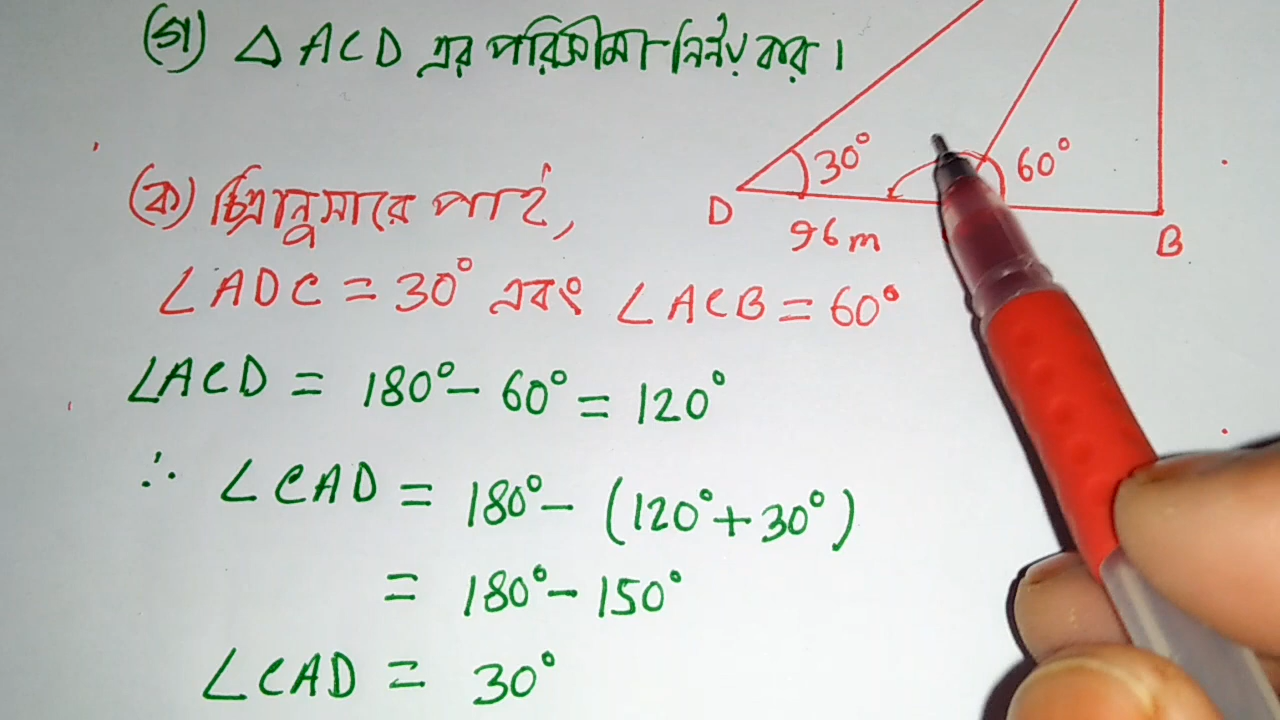 (গ) △ ACD এর পরিসীমা নির্ণয় কর।
30°
60°
D
96m
B
(ক) চিত্রানুসারে পাই,
∠ADC = 30° এবং ∠ACB = 60°
∠ACD = 180° - 60° = 120°
∴ ∠CAD = 180° - (120° + 30°)
= 180° - 150°
∠CAD = 30°